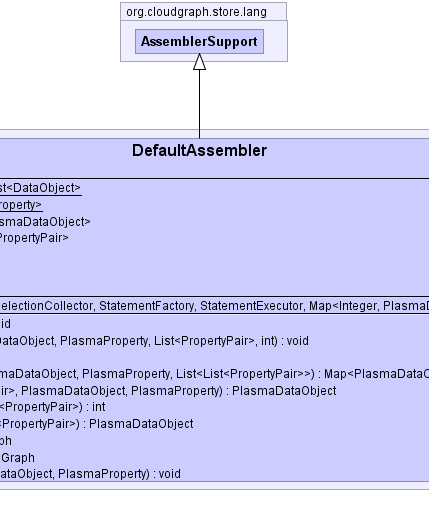 org.cloudgraph.store.lang
AssemblerSupport
DefaultAssembler
st<DataObject>
operty>
asmaDataObject>
PropertyPair>
electionCollector, StatementFactory, StatementExecutor, Map<Integer, PlasmaD
id
DataObject, PlasmaProperty, List<PropertyPair>, int) : void
smaDataObject, PlasmaProperty, List<List<PropertyPair>>) : Map<PlasmaDataO
ir>, PlasmaDataObject, PlasmaProperty) : PlasmaDataObject
<PropertyPair>) : int
<PropertyPair>) : PlasmaDataObject
ph
Graph
ataObject, PlasmaProperty) : void